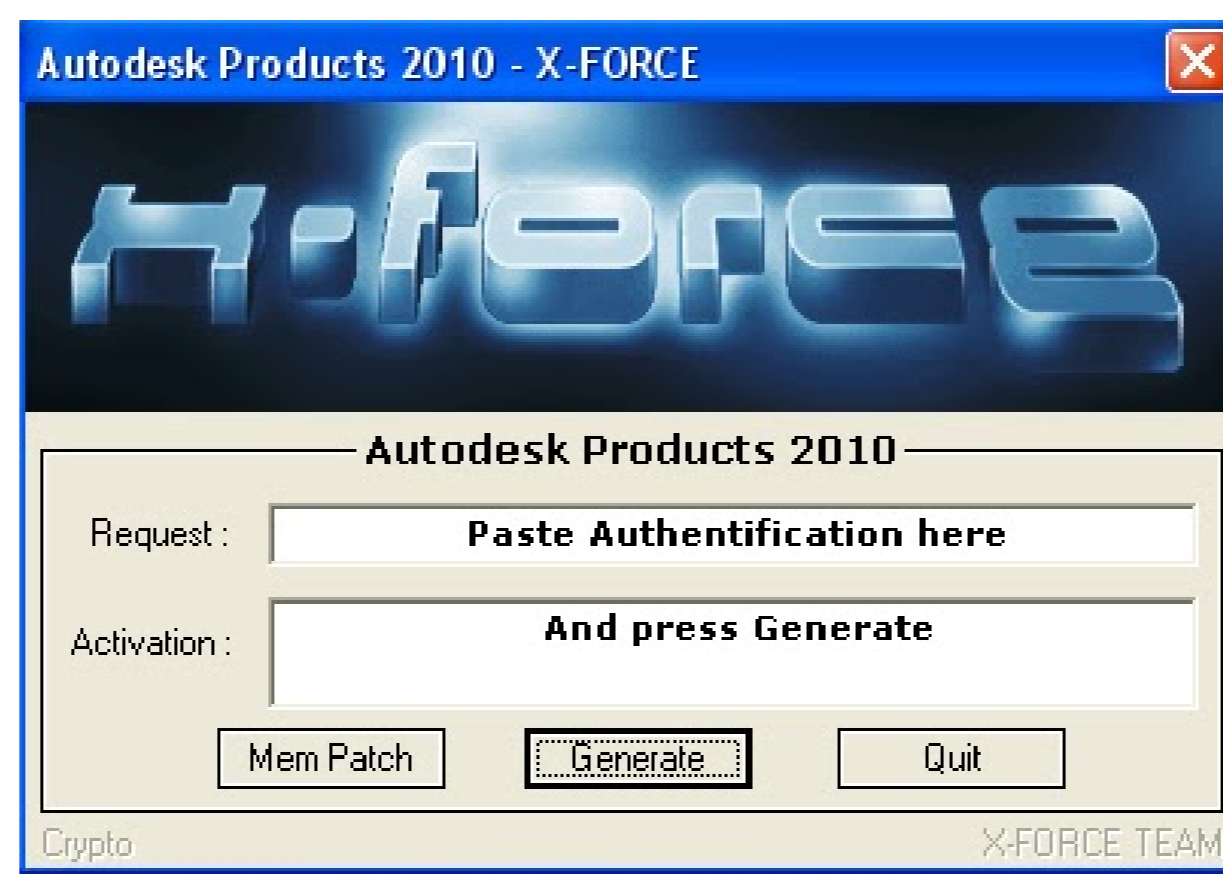 Autodesk Products 2010 - X-FORCE
x-force
Autodesk Products 2010
Request :
Paste Authentification here
Activation :
And press Generate
Mem Patch
Generate
Quit
Crypto
X-FORCE TEAM